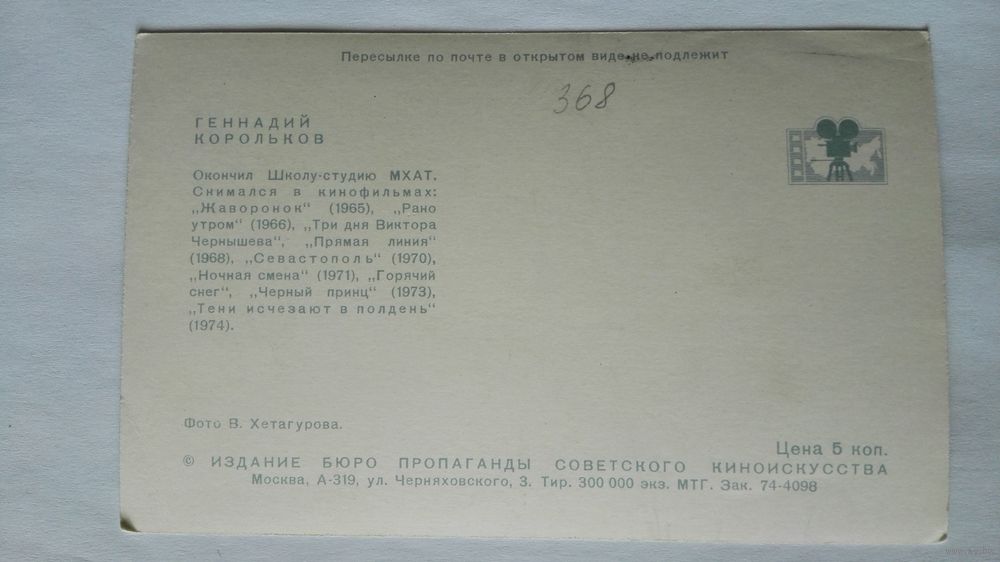 Пересылке по почте в открытом виде не подлежит
368
ГЕННАДИЙ
КОРОЛЬКОВ
Окончил Школу-студию МХАТ.
Снимался в кинофильмах:
„Жаворонок“ (1965), „Рано
утром“ (1966), „Три дня Виктора
Чернышева“, „Прямая линия“
(1968), „Севастополь“ (1970),
„Ночная смена“ (1971), „Горячий
снег“, „Черный принц“ (1973),
„Тени исчезают в полдень“
(1974).
Фото В. Хетагурова.
Цена 5 коп.
© ИЗДАНИЕ БЮРО ПРОПАГАНДЫ СОВЕТСКОГО КИНОИСКУССТВА
Москва, А-319, ул. Черняховского, 3. Тир. 300 000 экз. МТГ. Зак. 74-4098